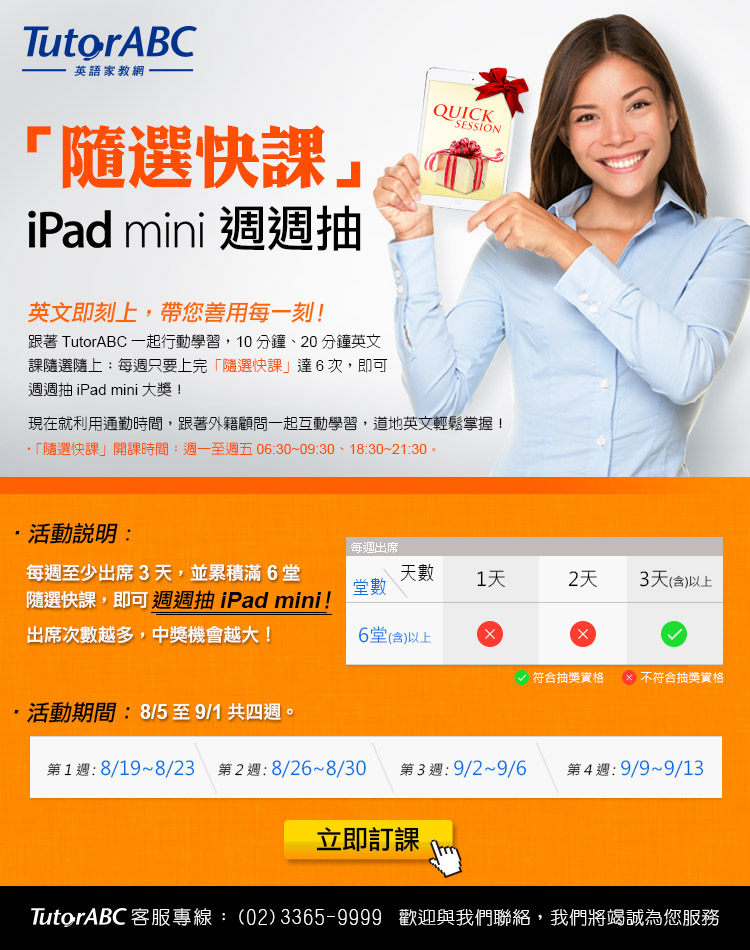 TutorABC
英語家教網
QUICK
SESSION
「隨選快課」
iPad mini 週週抽
英文即刻上，帶您善用每一刻！
跟著 TutorABC 一起行動學習，10 分鐘、20 分鐘英文
課隨選隨上；每週只要上完「隨選快課」達 6 次，即可
週週抽 iPad mini 大獎！
現在就利用通勤時間，跟著外籍顧問一起互動學習，道地英文輕鬆掌握！
·「隨選快課」開課時間：週一至週五 06:30~09:30、18:30~21:30。
· 活動說明：
每週至少出席 3 天，並累積滿 6 堂
隨選快課，即可週週抽 iPad mini！
出席次數越多，中獎機會越大！
每週出席
堂數 天數 1天 2天 3天(含)以上
6堂(含)以上
符合抽獎資格 不符合抽獎資格
· 活動期間：8/5 至 9/1 共四週。
第 1 週: 8/19~8/23 第 2 週: 8/26~8/30 第 3 週: 9/2~9/6 第 4 週: 9/9~9/13
立即訂課
TutorABC 客服專線：(02) 3365-9999 歡迎與我們聯絡，我們將竭誠為您服務